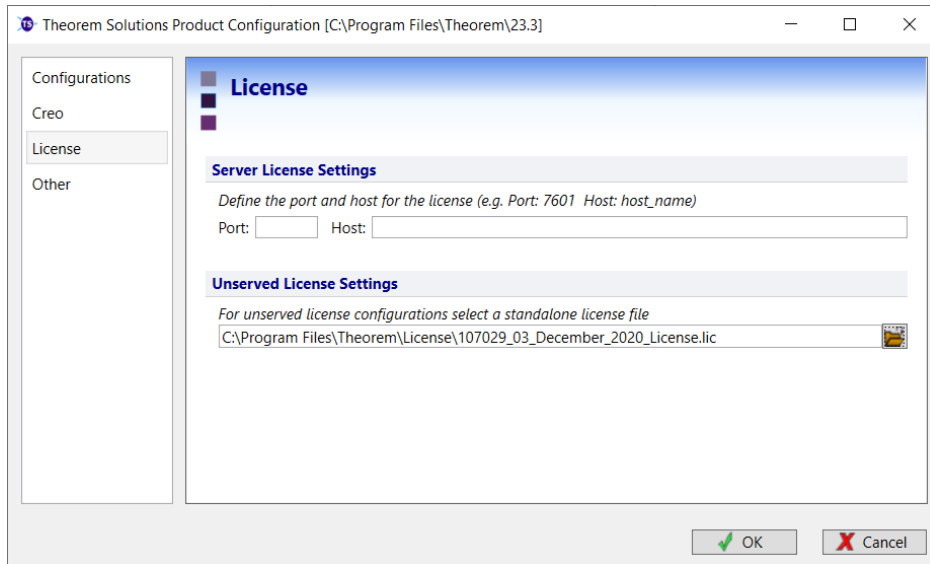 TS Theorem Solutions Product Configuration [C:\Program Files\Theorem\23.3]
Configurations
Creo
License
Other
License
Server License Settings
Define the port and host for the license (e.g. Port: 7601 Host: host_name)
Port: Host:
Unserved License Settings
For unserved license configurations select a standalone license file
C:\Program Files\Theorem\License\107029_03_December_2020_License.lic
OK Cancel